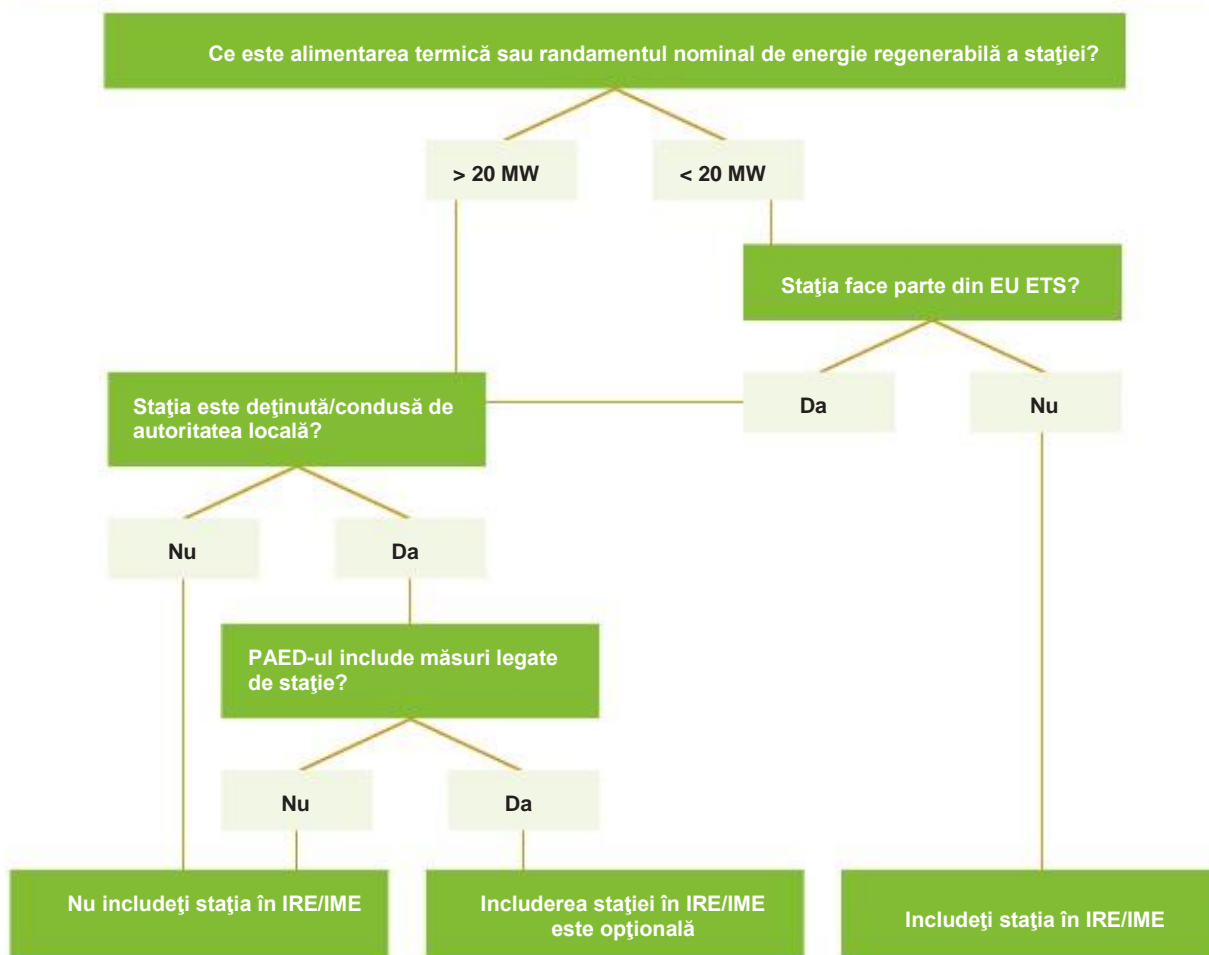 Ce este alimentarea termică sau randamentul nominal de energie regenerabilă a staţiei?
> 20 MW
< 20 MW
Staţia face parte din EU ETS?
Staţia este deţinută/condusă de
autoritatea locală?
Da
Nu
Nu
Da
PAED-ul include măsuri legate
de staţie?
Nu
Da
Nu includeţi staţia în IRE/IME
Includerea staţiei în IRE/IME
este opţională
Includeţi staţia în IRE/IME